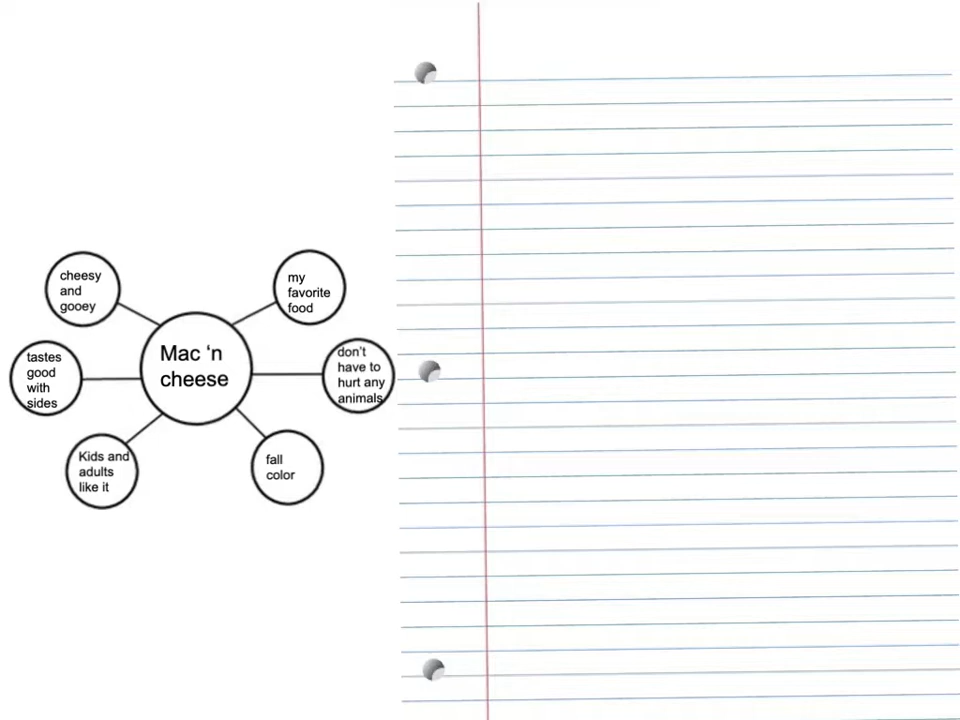 cheesy
and
gooey
my
favorite
food
tastes
good
with
sides
Mac ‘n
cheese
don’t
have to
hurt any
animals
Kids and
adults
like it
fall
color